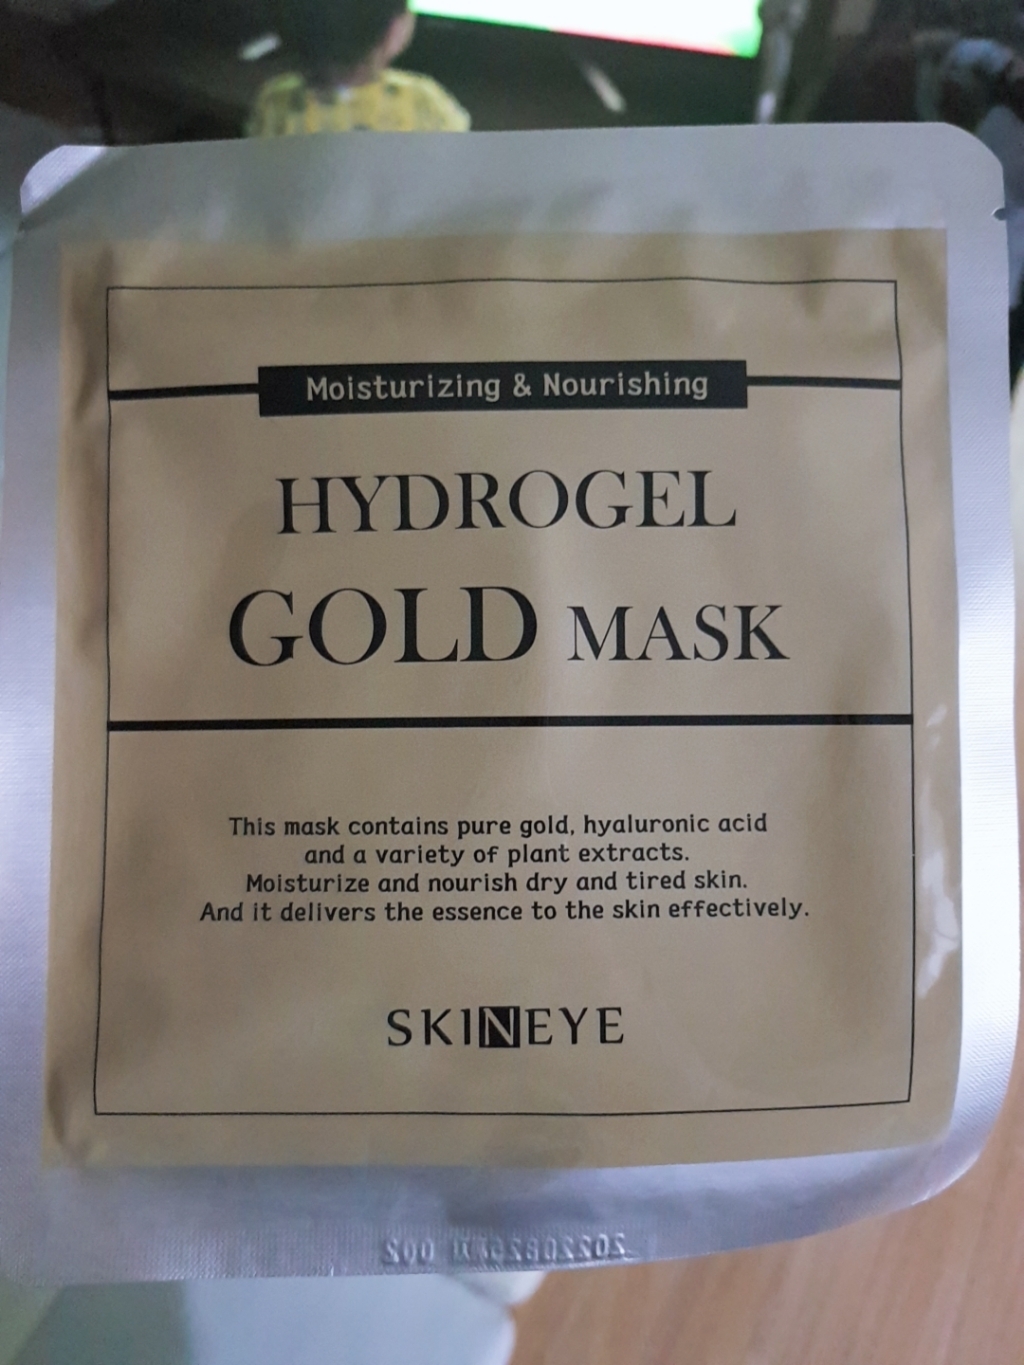 Moisturizing & Nourishing
HYDROGEL
GOLD MASK
This mask contains pure gold, hyaluronic acid
and a variety of plant extracts.
Moisturize and nourish dry and tired skin.
And it delivers the essence to the skin effectively.
SKINEYE